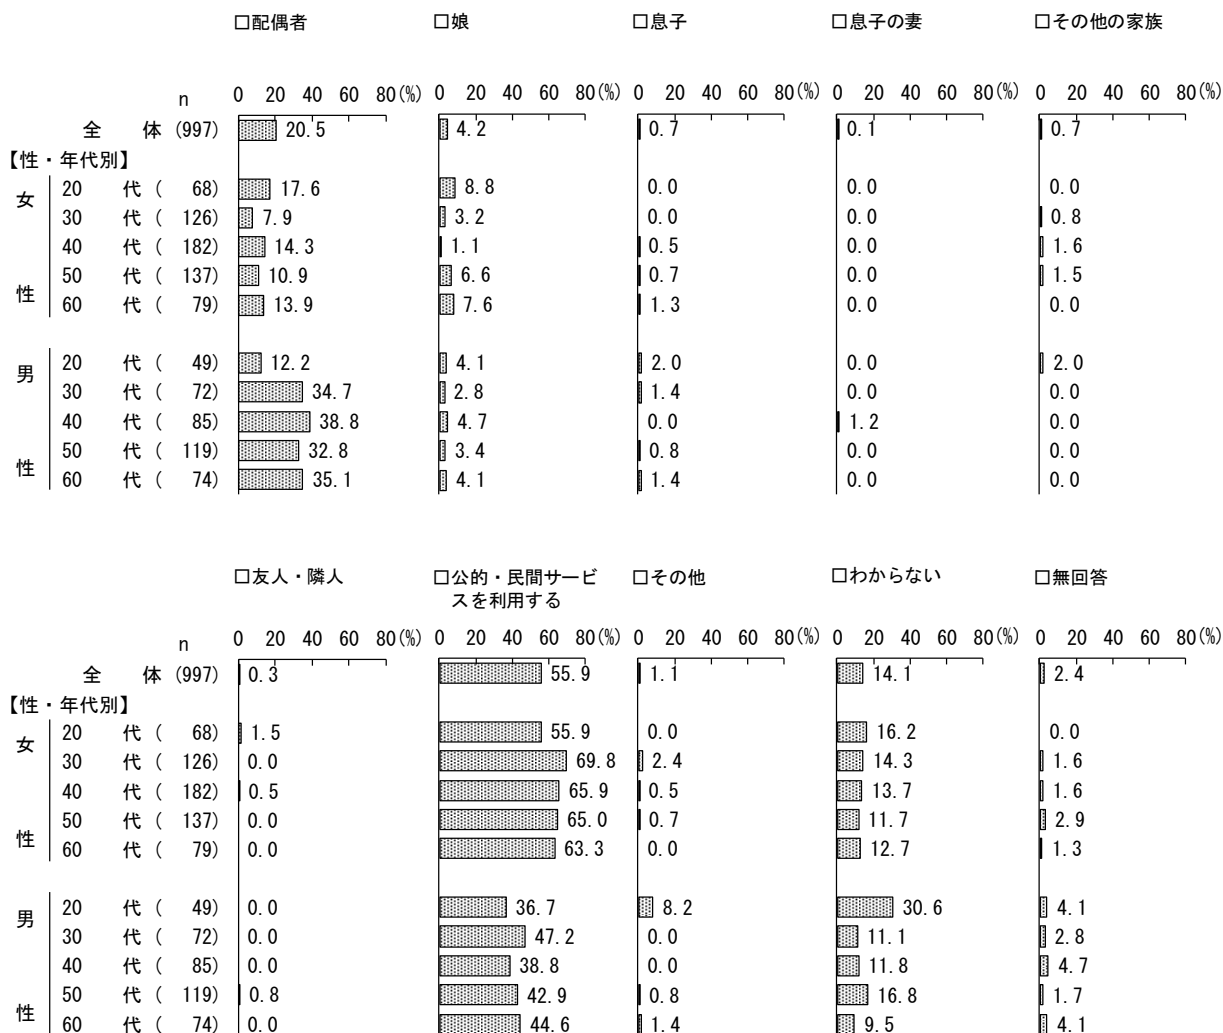 □配偶者 □娘 □息子 □息子の妻 □その他の家族
n 0 20 40 60 80(%) 0 20 40 60 80(%) 0 20 40 60 80(%) 0 20 40 60 80(%) 0 20 40 60 80(%)
全 体 (997) 20.5 4.2 0.7 0.1 0.7
【性・年代別】
女性
20 代 ( 68) 17.6 8.8 0.0 0.0 0.0
30 代 ( 126) 7.9 3.2 0.0 0.0 0.8
40 代 ( 182) 14.3 1.1 0.5 0.0 1.6
50 代 ( 137) 10.9 6.6 0.7 0.0 1.5
60 代 ( 79) 13.9 7.6 1.3 0.0 0.0
男性
20 代 ( 49) 12.2 4.1 2.0 0.0 2.0
30 代 ( 72) 34.7 2.8 1.4 0.0 0.0
40 代 ( 85) 38.8 4.7 0.0 1.2 0.0
50 代 ( 119) 32.8 3.4 0.8 0.0 0.0
60 代 ( 74) 35.1 4.1 1.4 0.0 0.0
□友人・隣人 □公的・民間サービ □その他 □わからない □無回答
スを利用する
n 0 20 40 60 80(%) 0 20 40 60 80(%) 0 20 40 60 80(%) 0 20 40 60 80(%) 0 20 40 60 80(%)
全 体 (997) 0.3 55.9 1.1 14.1 2.4
【性・年代別】
女性
20 代 ( 68) 1.5 55.9 0.0 16.2 0.0
30 代 ( 126) 0.0 69.8 2.4 14.3 1.6
40 代 ( 182) 0.5 65.9 0.5 13.7 1.6
50 代 ( 137) 0.0 65.0 0.7 11.7 2.9
60 代 ( 79) 0.0 63.3 0.0 12.7 1.3
男性
20 代 ( 49) 0.0 36.7 8.2 30.6 4.1
30 代 ( 72) 0.0 47.2 0.0 11.1 2.8
40 代 ( 85) 0.0 38.8 0.0 11.8 4.7
50 代 ( 119) 0.8 42.9 0.8 16.8 1.7
60 代 ( 74) 0.0 44.6 1.4 9.5 4.1